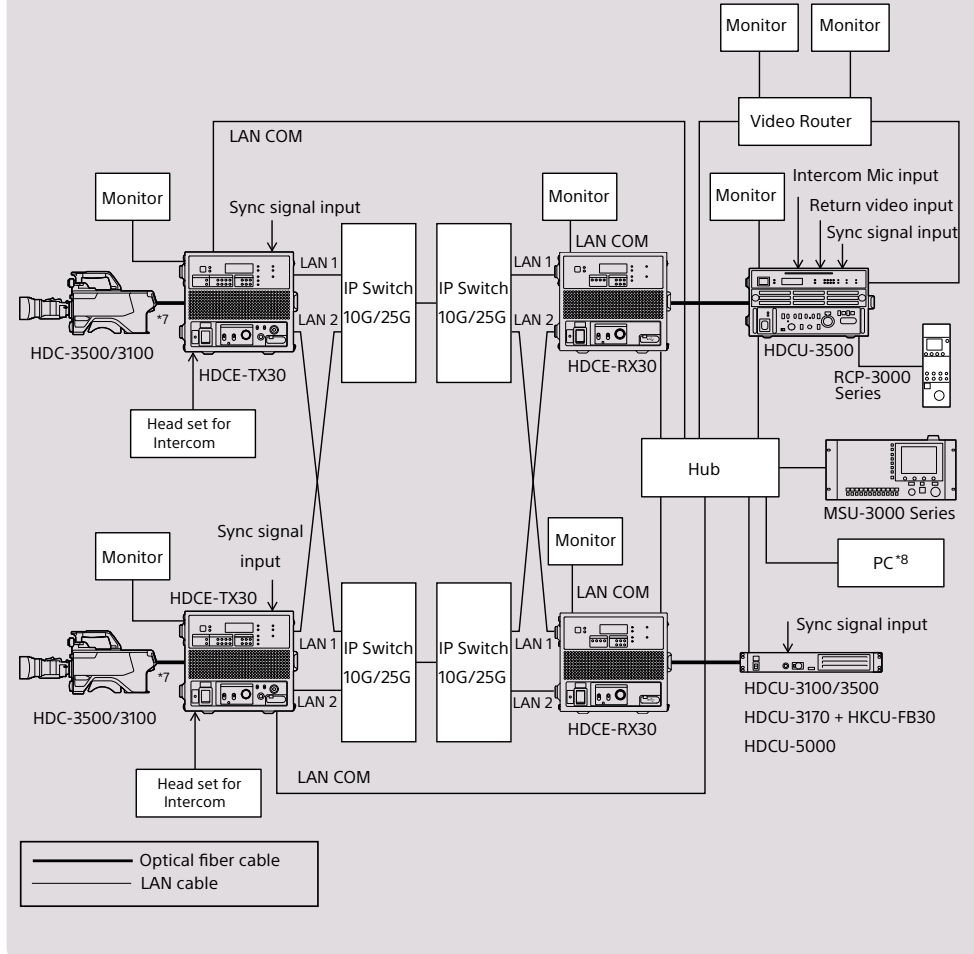 Monitor
Monitor
Video Router
LAN COM
Monitor
Sync signal input
Monitor
Monitor
Intercom Mic input
Return video input
Sync signal input
LAN COM
LAN 1
LAN 2
IP Switch
10G/25G
IP Switch
10G/25G
LAN 1
LAN 2
*7
HDC-3500/3100
HDCE-TX30
HDCE-RX30
HDCU-3500
RCP-3000
Series
Head set for
Intercom
Hub
MSU-3000 Series
Sync signal
input
Monitor
Monitor
PC*8
HDCE-TX30
LAN COM
LAN 1
LAN 2
IP Switch
10G/25G
IP Switch
10G/25G
LAN 1
LAN 2
Sync signal input
*7
HDC-3500/3100
HDCE-RX30
HDCU-3100/3500
HDCU-3170 + HKCU-FB30
HDCU-5000
Head set for
Intercom
LAN COM
Optical fiber cable
LAN cable